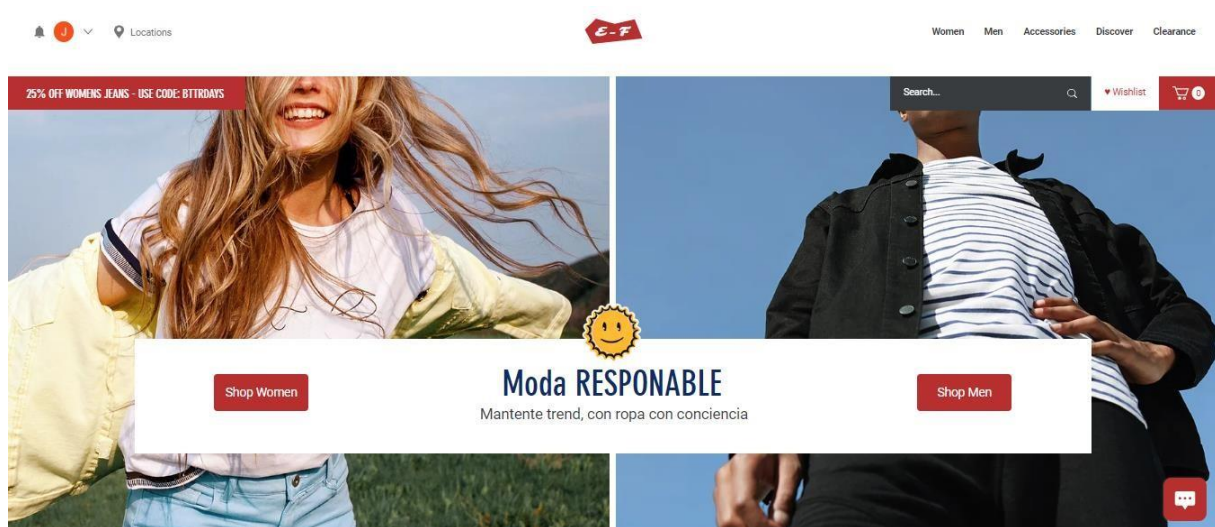 J
Locations
E-F
Women Men Accessories Discover Clearance
25% OFF WOMENS JEANS - USE CODE: BTTRDAYS
Search...
♥ Wishlist
0
Shop Women
Moda RESPONABLE
Mantente trend, con ropa con conciencia
Shop Men